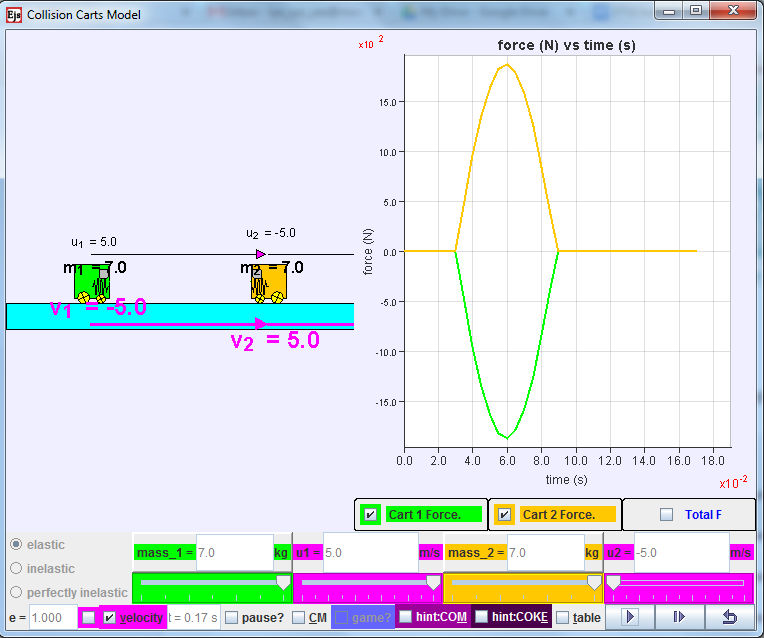 Ejs Collision Carts Model
x10 2
force (N) vs time (s)
15.0
10.0
5.0
0.0
-5.0
-10.0
-15.0
force (N)
0.0 2.0 4.0 6.0 8.0 10.0 12.0 14.0 16.0 18.0
time (s)
x10 -2
u1 = 5.0
u2 = -5.0
m1 = 7.0
m2 = 7.0
v1 = -5.0
v2 = 5.0
Cart 1 Force. Cart 2 Force. Total F
elastic
inelastic
perfectly inelastic
mass_1 = 7.0 kg u1 = 5.0 m/s mass_2 = 7.0 kg u2 = -5.0 m/s
e = 1.000 velocity t = 0.17 s pause? CM game? hint:COM hint:COKE table